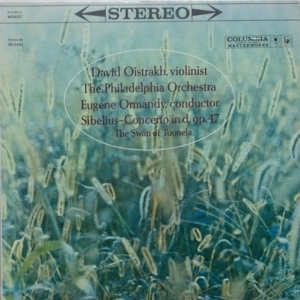 STEREO
COLUMBIA
MASTERWORKS
David Oistrakh, violinist
The Philadelphia Orchestra
Eugene Ormandy, conductor
Sibelius-Concerto in d, op. 47
The Swan of Tuonela